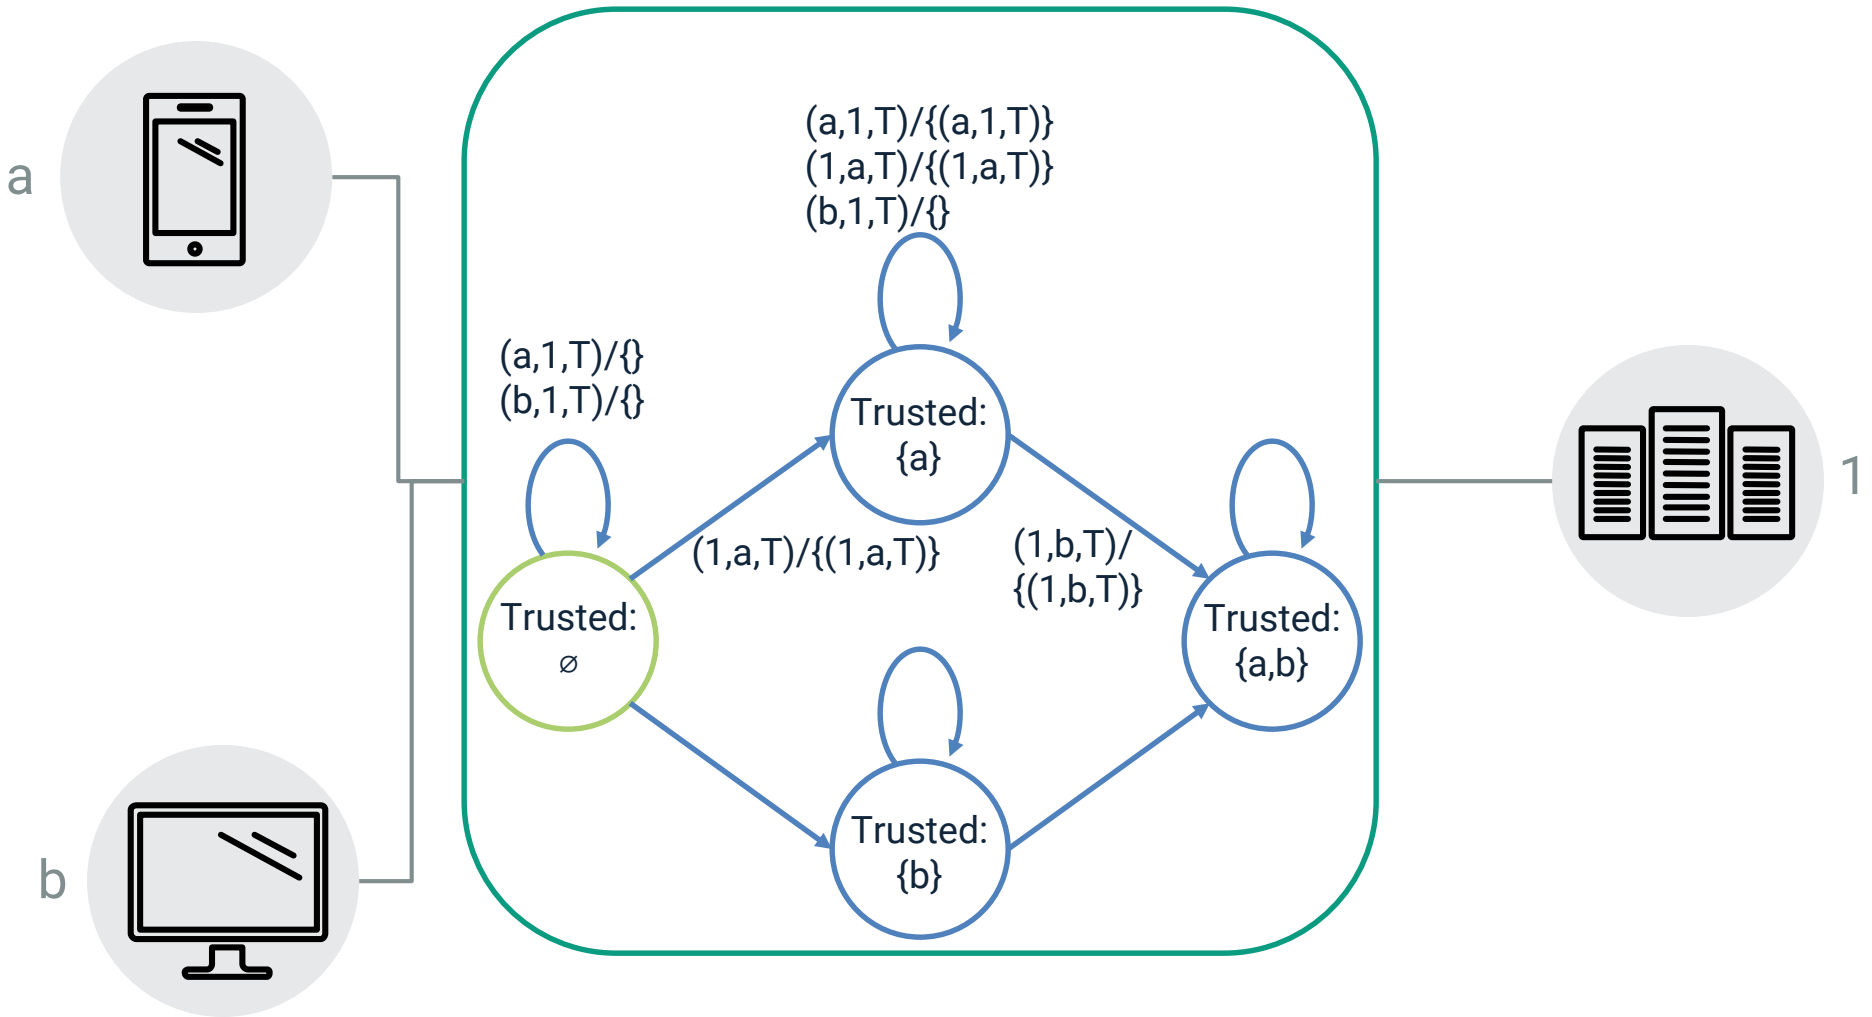 a
(a,1,T)/{(a,1,T)}
(1,a,T)/{(1,a,T)}
(b,1,T)/{}
(a,1,T)/{}
(b,1,T)/{}
Trusted:
{a}
(1,a,T)/{(1,a,T)}
(1,b,T)/
{(1,b,T)}
1
Trusted:
∅
Trusted:
{a,b}
Trusted:
{b}
b